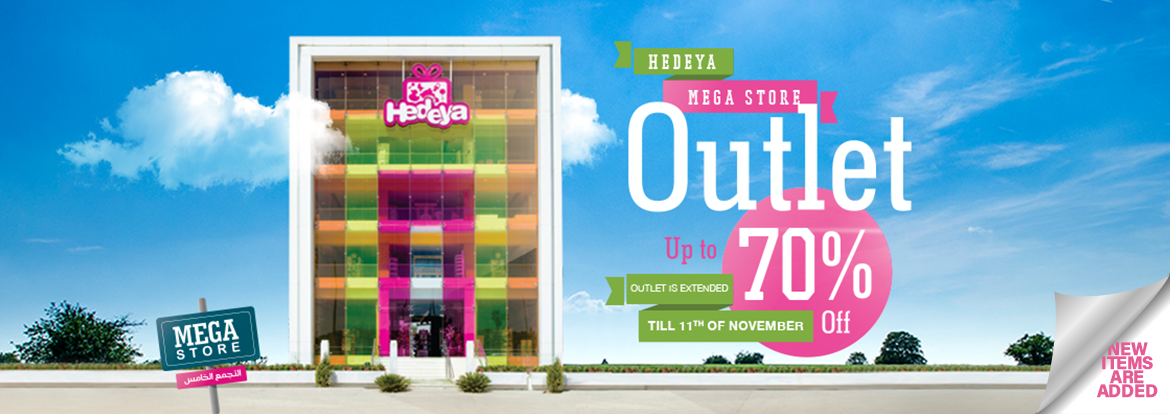 Hedeya
HEDEYA
MEGA STORE
Outlet
Up to
70%
Off
OUTLET IS EXTENDED
TILL 11TH OF NOVEMBER
MEGA
STORE
التجمع الخامس
NEW
ITEMS
ARE
ADDED